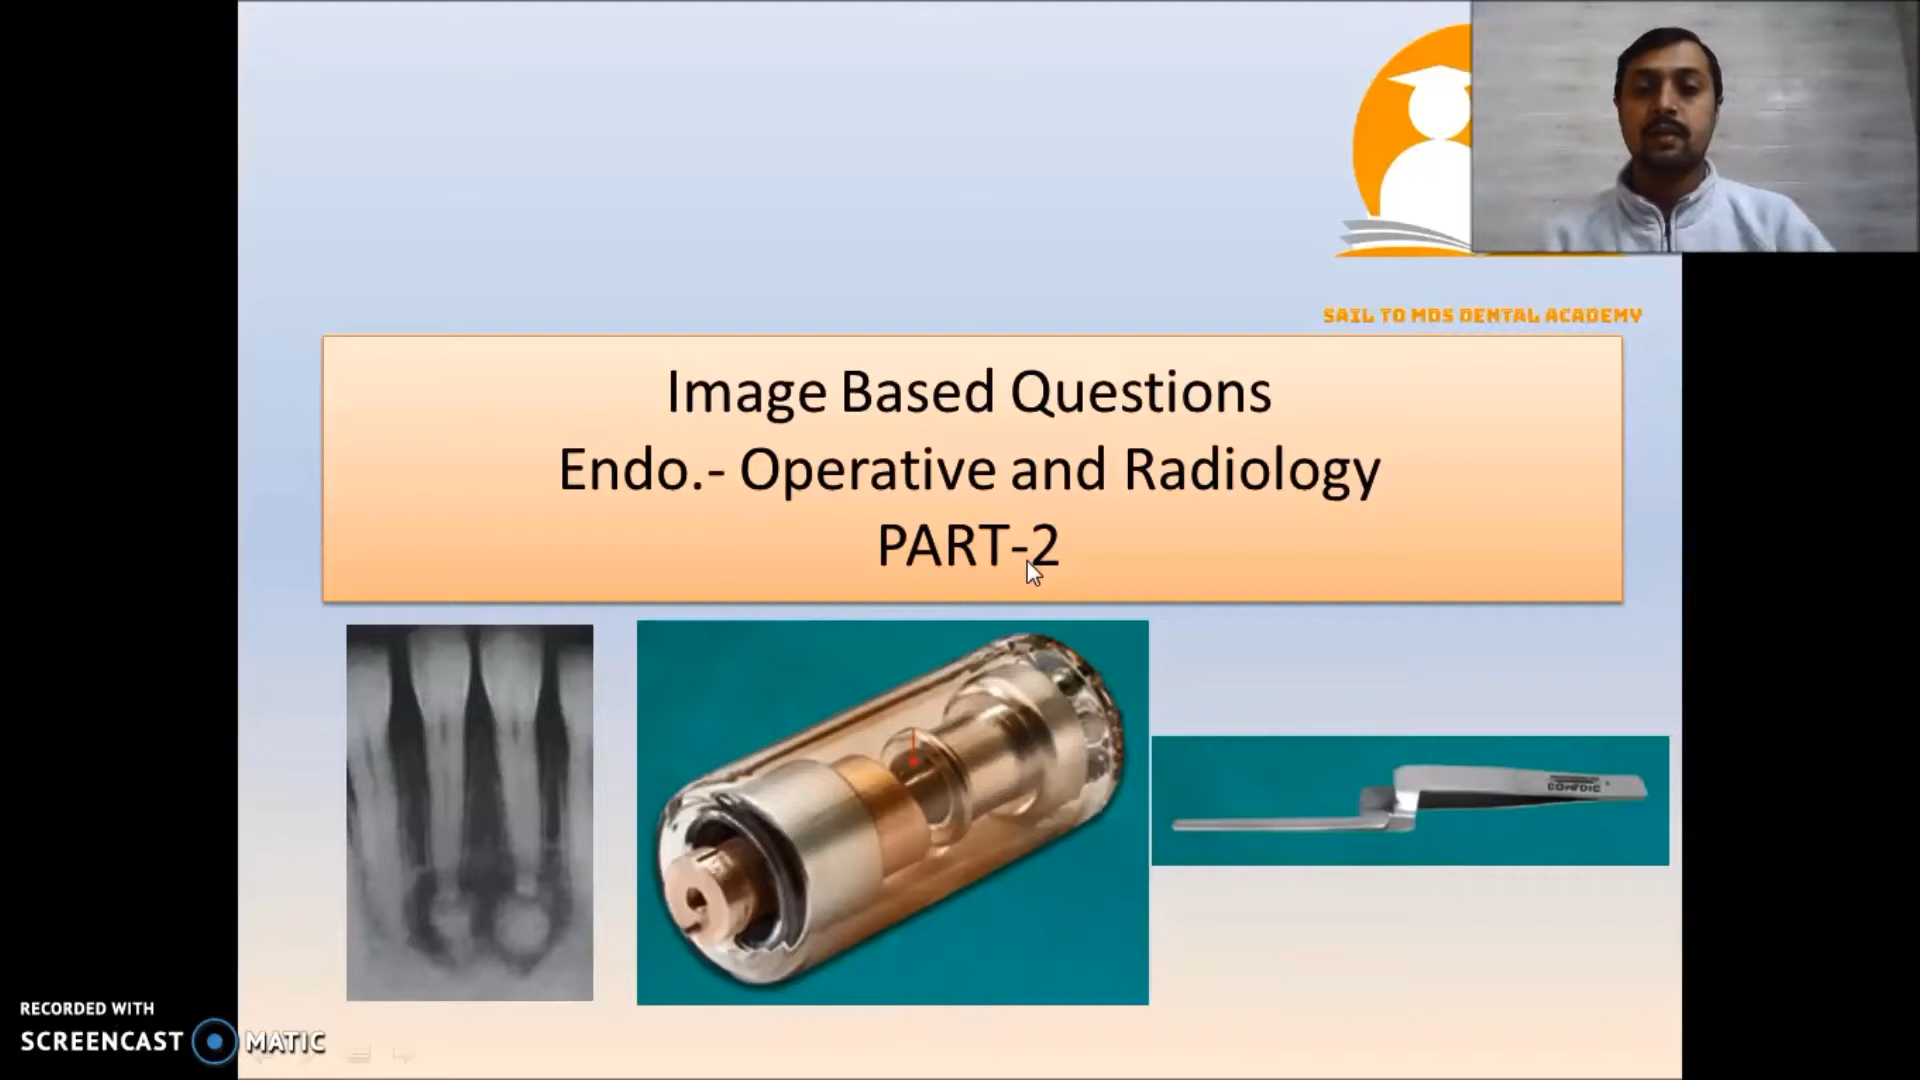 SAIL TO MDS DENTAL ACADEMY
Image Based Questions
Endo.- Operative and Radiology
PART-2
RECORDED WITH
SCREENCAST MATIC